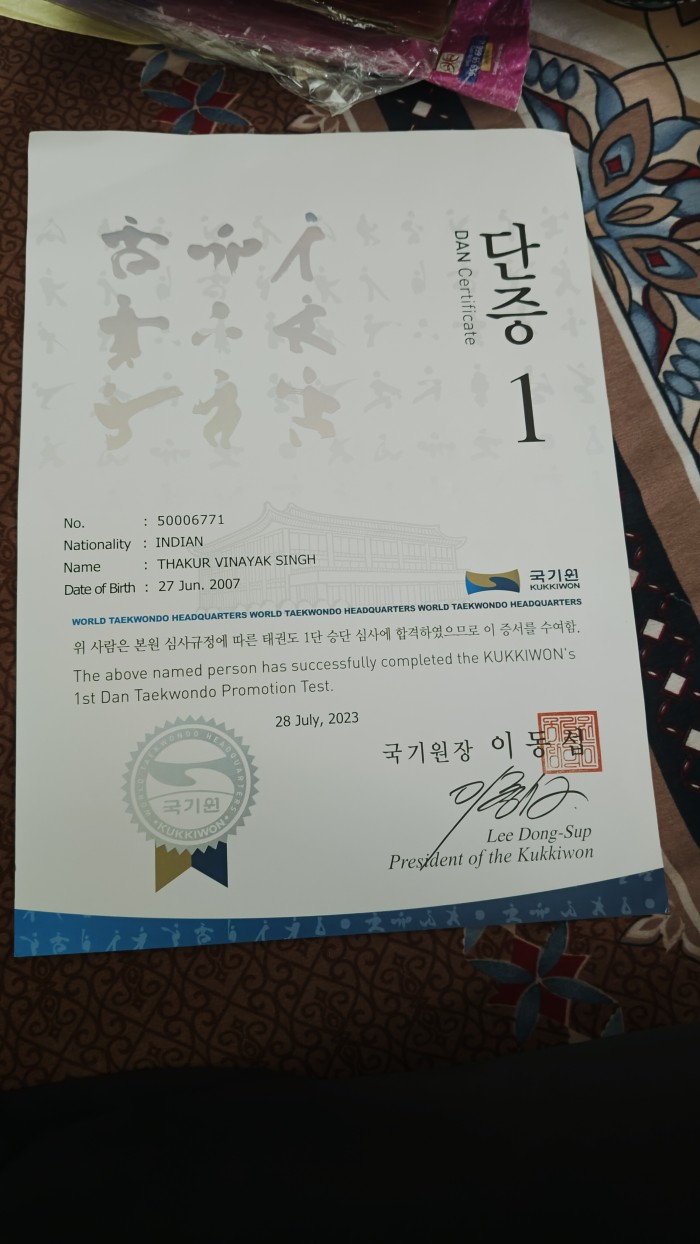 단증
DAN Certificate
1
No. : 50006771
Nationality : INDIAN
Name : THAKUR VINAYAK SINGH
Date of Birth : 27 Jun. 2007
국기원
KUKKIWON
WORLD TAEKWONDO HEADQUARTERS WORLD TAEKWONDO HEADQUARTERS WORLD TAEKWONDO HEADQUARTERS
위 사람은 본원 심사규정에 따른 태권도 1단 승단 심사에 합격하였으므로 이 증서를 수여함.
The above named person has successfully completed the KUKKIWON's
1st Dan Taekwondo Promotion Test.
28 July, 2023
국기원장 이동섭
Lee Dong-Sup
President of the Kukkiwon
WORLD TAEKWONDO HEADQUARTERS
국기원
KUKKIWON